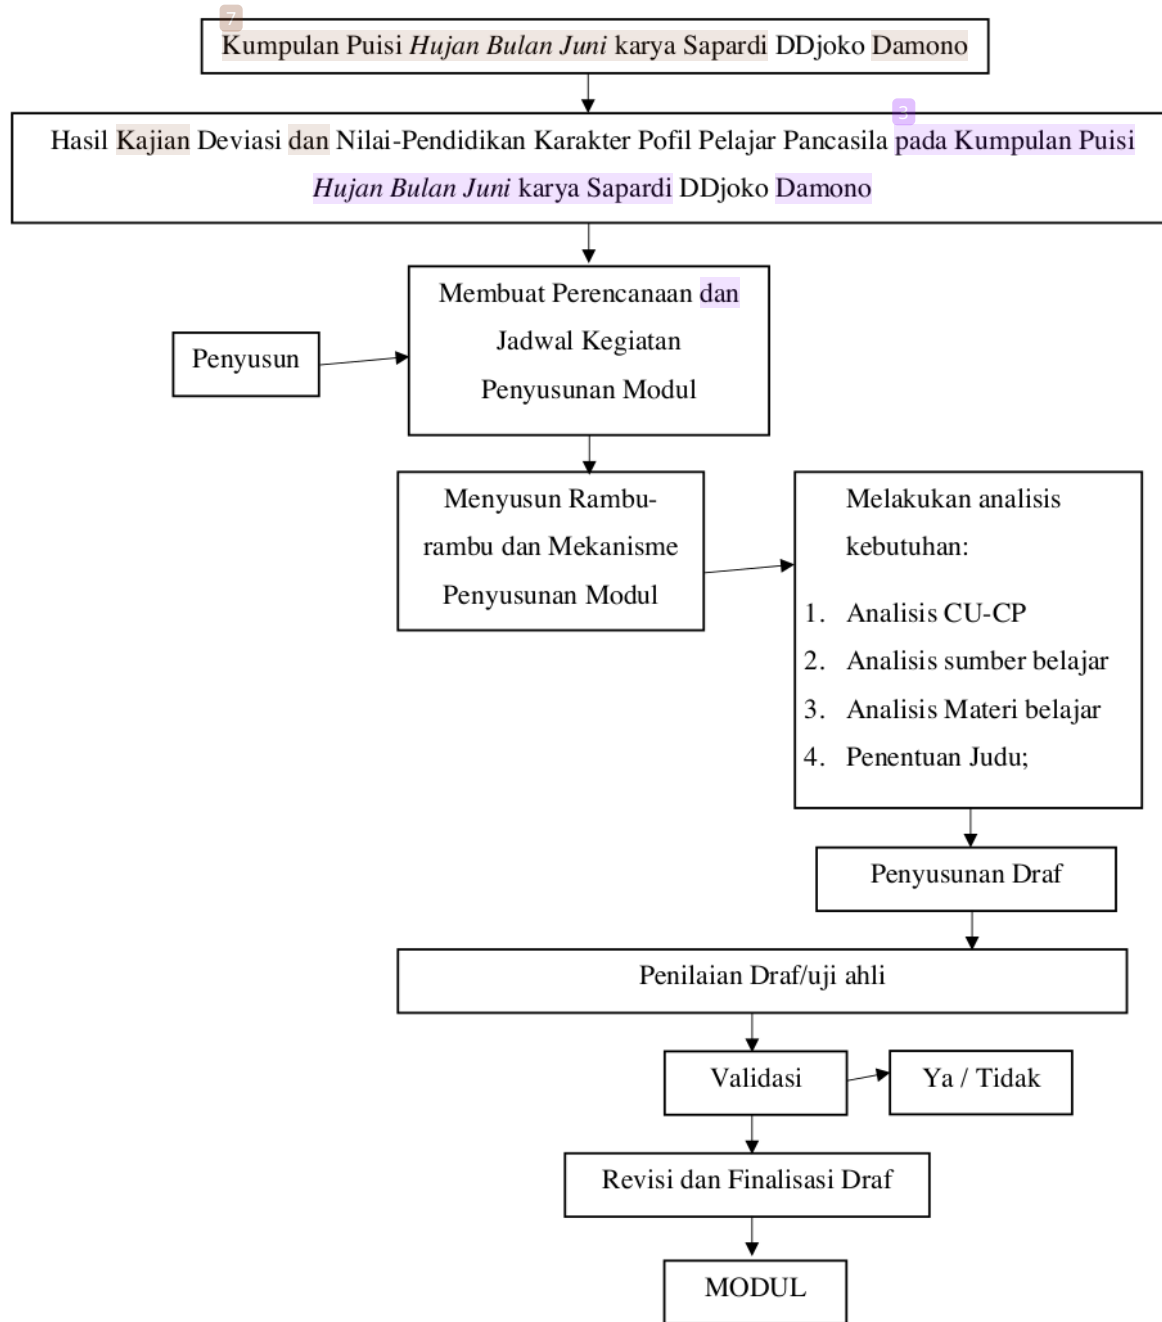 7
Kumpulan Puisi Hujan Bulan Juni karya Sapardi DDjoko Damono
3
Hasil Kajian Deviasi dan Nilai-Pendidikan Karakter Pofil Pelajar Pancasila pada Kumpulan Puisi
Hujan Bulan Juni karya Sapardi DDjoko Damono
Membuat Perencanaan dan
Jadwal Kegiatan
Penyusunan Modul
Penyusun
Menyusun Rambu-
rambu dan Mekanisme
Penyusunan Modul
Melakukan analisis
kebutuhan:
1. Analisis CU-CP
2. Analisis sumber belajar
3. Analisis Materi belajar
4. Penentuan Judu;
Penyusunan Draf
Penilaian Draf/uji ahli
Validasi
Ya / Tidak
Revisi dan Finalisasi Draf
MODUL